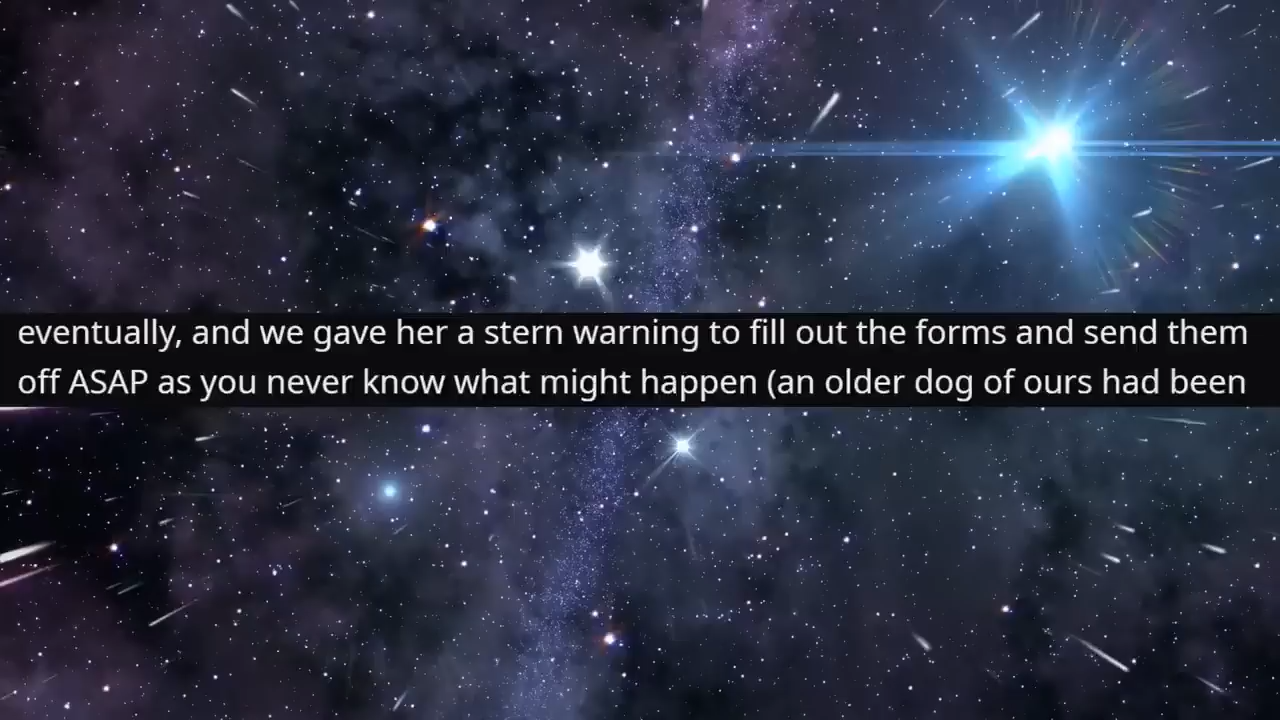 eventually, and we gave her a stern warning to fill out the forms and send them
off ASAP as you never know what might happen (an older dog of ours had been